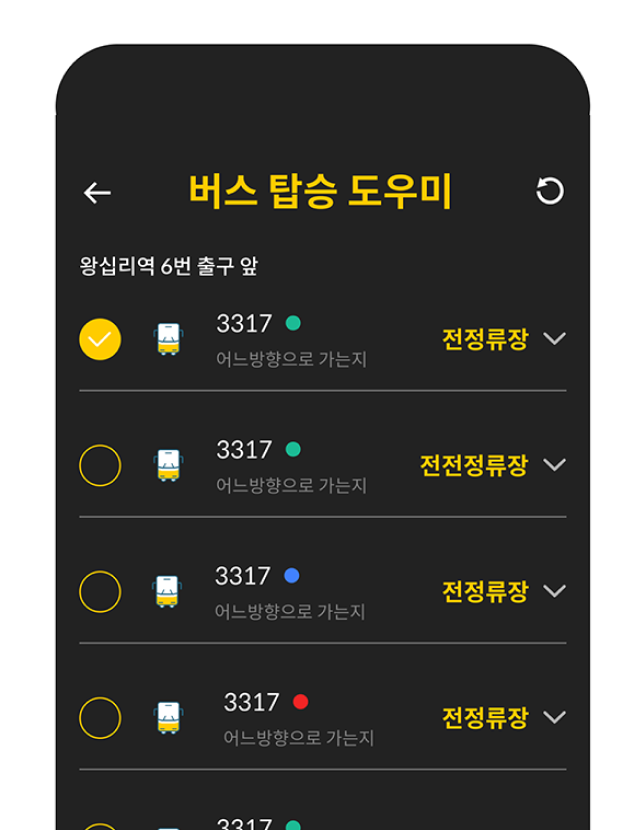 버스 탑승 도우미
왕십리역 6번 출구 앞
3317
어느방향으로 가는지
전정류장
3317
어느방향으로 가는지
전전정류장
3317
어느방향으로 가는지
전정류장
3317
어느방향으로 가는지
전정류장
3317